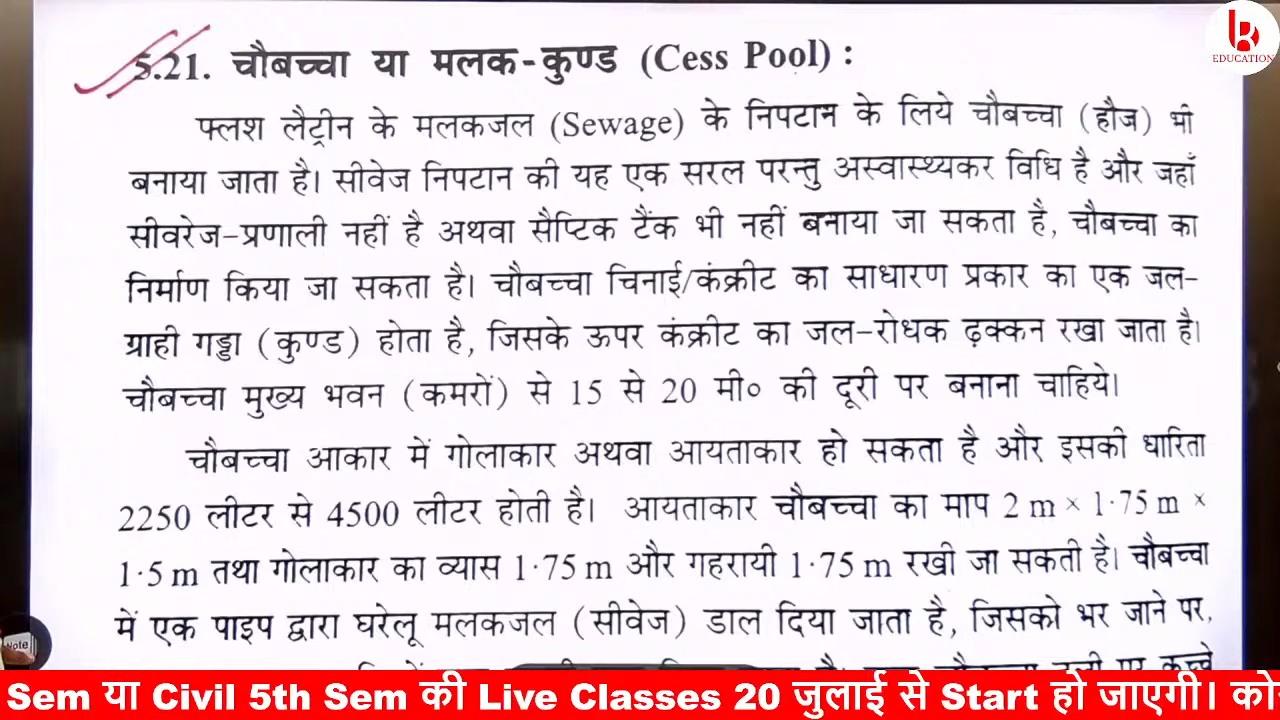 EDUCATION
5.21. चौबच्चा या मलक-कुण्ड (Cess Pool) :
फ्लश लैट्रीन के मलकजल (Sewage) के निपटान के लिये चौबच्चा (हौज) भी
बनाया जाता है। सीवेज निपटान की यह एक सरल परन्तु अस्वास्थ्यकर विधि है और जहाँ
सीवरेज-प्रणाली नहीं है अथवा सैप्टिक टैंक भी नहीं बनाया जा सकता है, चौबच्चा का
निर्माण किया जा सकता है। चौबच्चा चिनाई/कंक्रीट का साधारण प्रकार का एक जल-
ग्राही गड्डा (कुण्ड) होता है, जिसके ऊपर कंक्रीट का जल-रोधक ढ़क्कन रखा जाता है।
चौबच्चा मुख्य भवन (कमरों) से 15 से 20 मी० की दूरी पर बनाना चाहिये।
चौबच्चा आकार में गोलाकार अथवा आयताकार हो सकता है और इसकी धारिता
2250 लीटर से 4500 लीटर होती है। आयताकार चौबच्चा का माप 2 m × 1·75 m ×
1·5 m तथा गोलाकार का व्यास 1·75 m और गहरायी 1·75 m रखी जा सकती है। चौबच्चा
में एक पाइप द्वारा घरेलू मलकजल (सीवेज) डाल दिया जाता है, जिसको भर जाने पर,
Note
Sem या Civil 5th Sem की Live Classes 20 जुलाई से Start हो जाएगी।